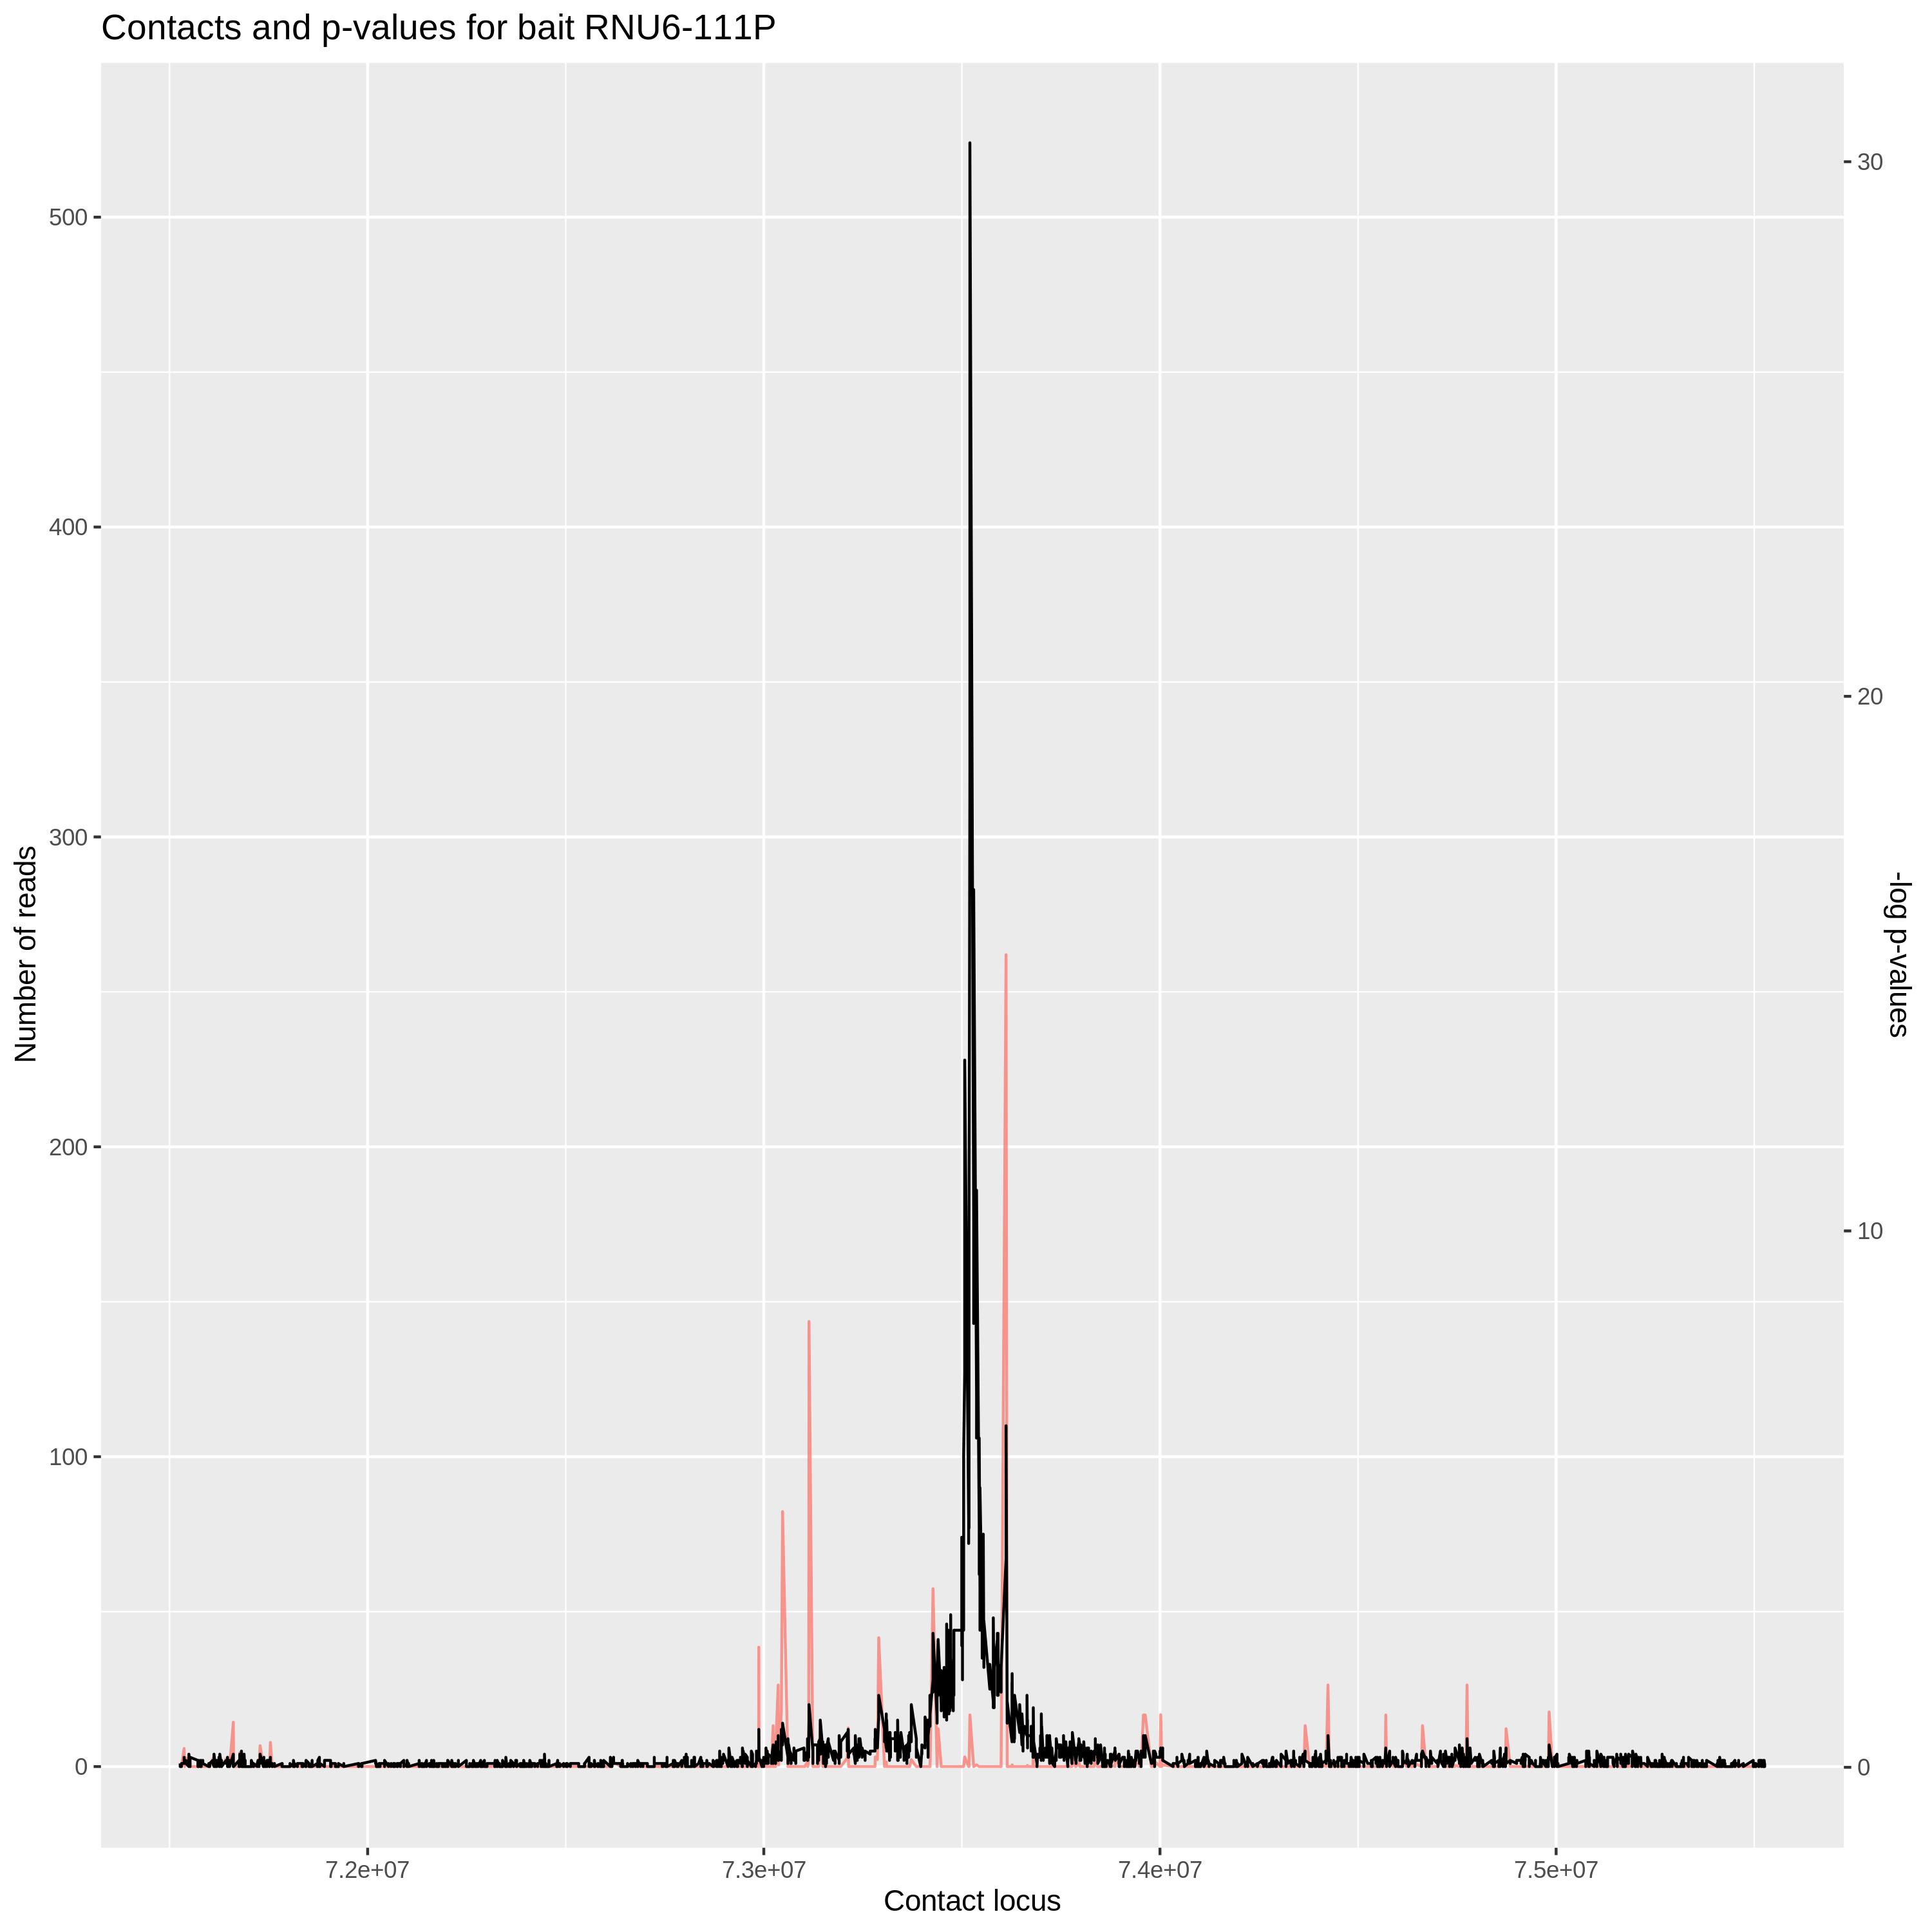 Contacts and p-values for bait RNU6-111P
500
400
300
200
100
0
30
20
10
0
Number of reads
-log p-values
7.2e+07 7.3e+07 7.4e+07 7.5e+07
Contact locus